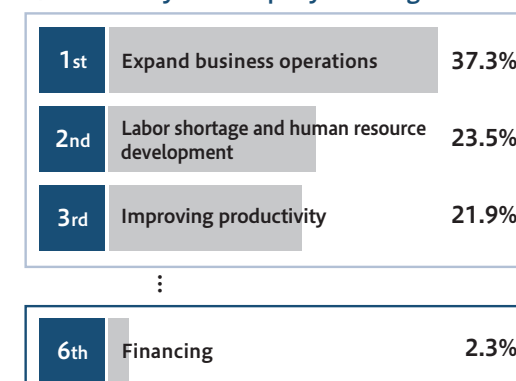 1st Expand business operations 37.3%
2nd Labor shortage and human resource development 23.5%
3rd Improving productivity 21.9%
⋮
6th Financing 2.3%